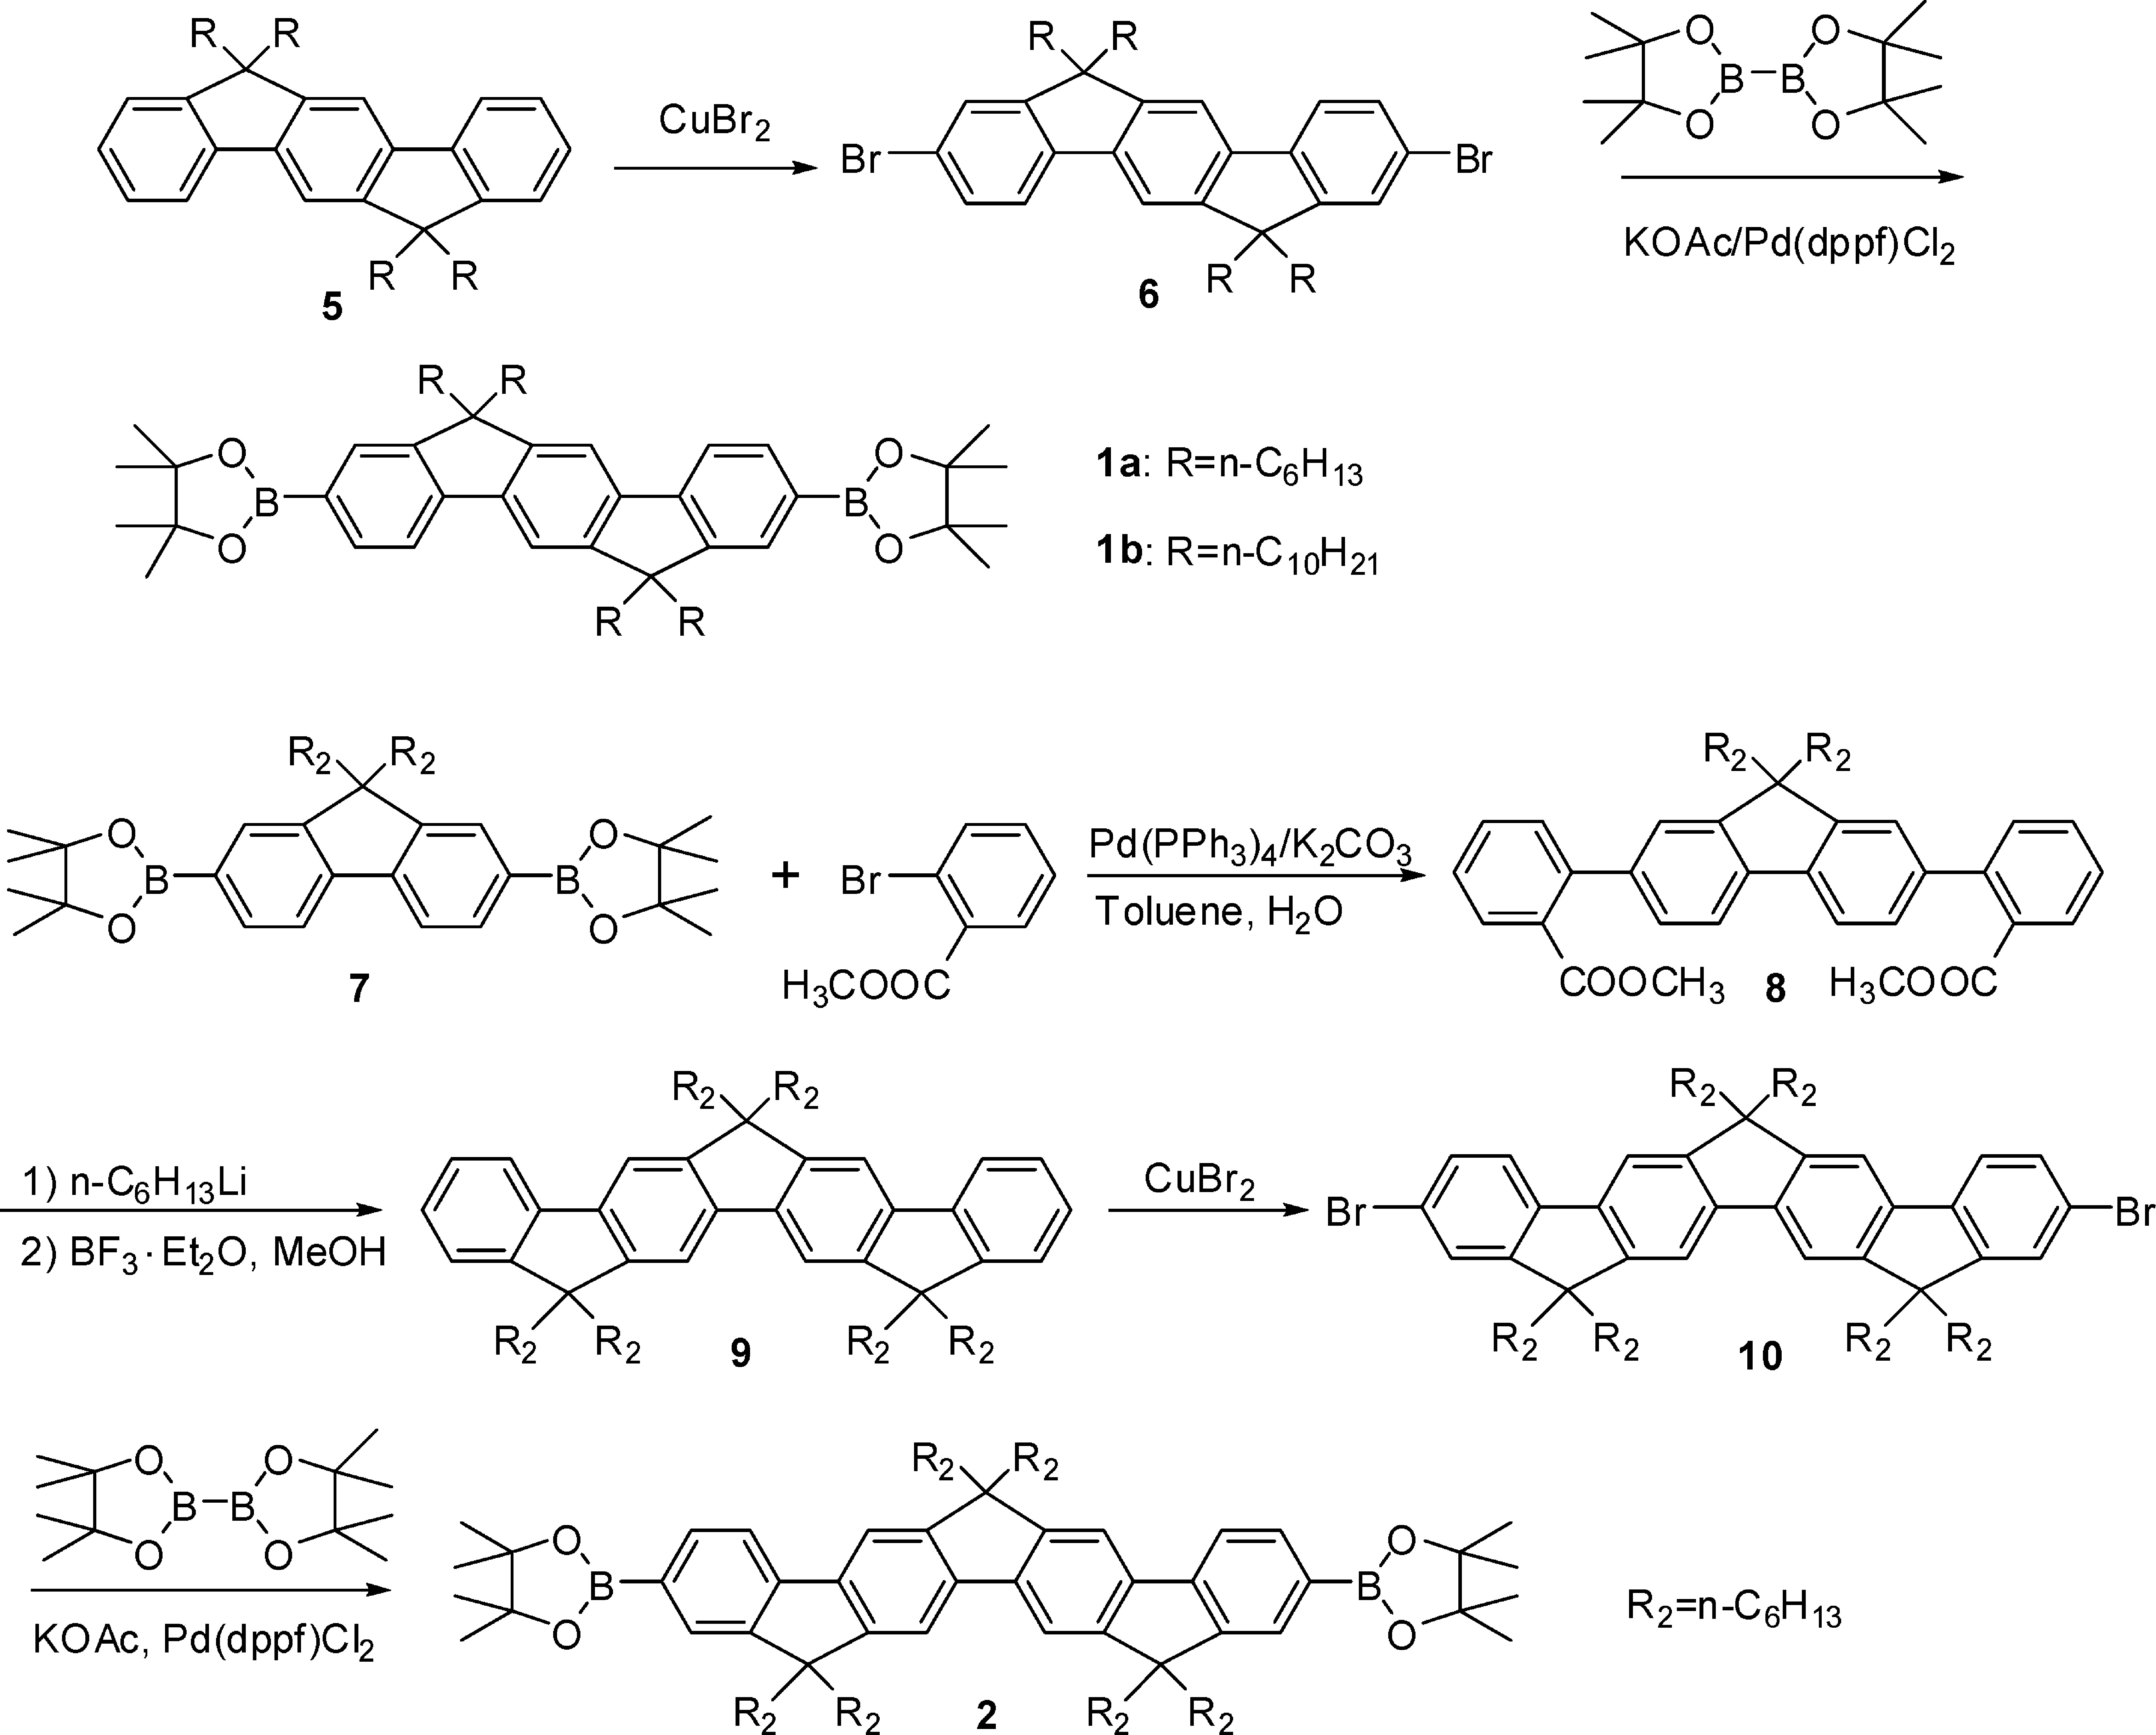 R R
R R
O O
B B
O O
CuBr2
Br Br
KOAc/Pd(dppf)Cl2
R R
R R
5
6
R R
O O
B B
O O
1a: R=n-C6H13
1b: R=n-C10H21
R R
R2 R2
R2 R2
O O
B B
O O
+
Br
Pd(PPh3)4/K2CO3
Toluene, H2O
H3COOC
7
COOCH3
8
H3COOC
R2 R2
R2 R2
1) n-C6H13Li
2) BF3·Et2O, MeOH
CuBr2
Br Br
R2 R2 R2 R2
9
R2 R2 R2 R2
10
O O
B B
O O
KOAc, Pd(dppf)Cl2
R2 R2
O O
B B
O O
R2=n-C6H13
R2 R2 R2 R2
2